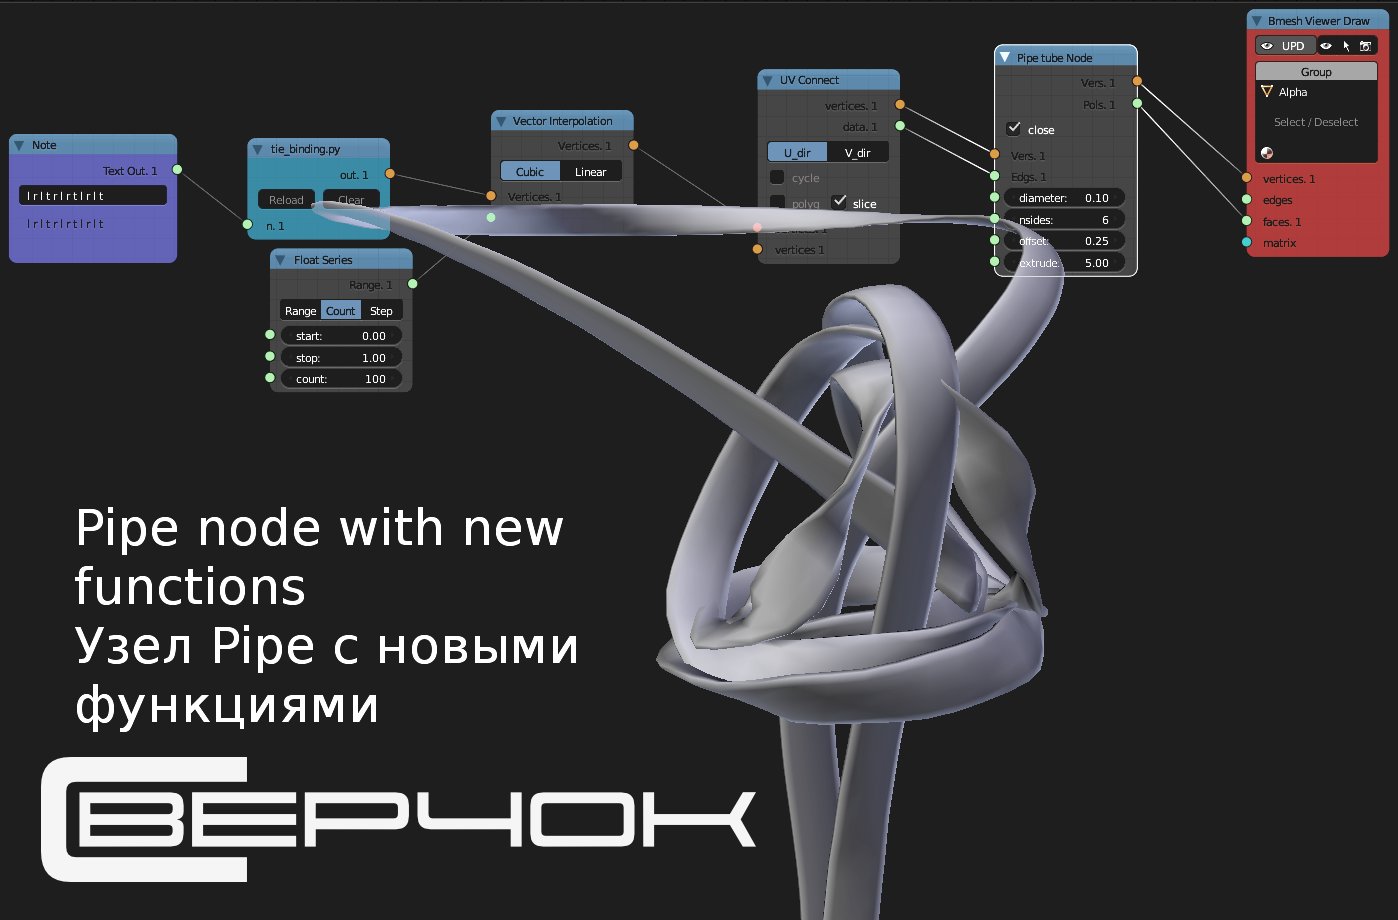 Note
Text Out. 1
lrltrlrtlrlt
lrltrlrtlrlt
tie_binding.py
out. 1
Reload
Clear
n. 1
Float Series
Range. 1
Range
Count
Step
start: 0.00
stop: 1.00
count: 100
Vector Interpolation
Vertices. 1
Cubic
Linear
Vertices. 1
UV Connect
vertices. 1
data. 1
U_dir
V_dir
cycle
polyg
slice
vertices 1
Pipe tube Node
Vers. 1
Pols. 1
close
Vers. 1
Edgs. 1
diameter: 0.10
nsides: 6
offset: 0.25
extrude: 5.00
Bmesh Viewer Draw
UPD
Group
Alpha
Select / Deselect
vertices. 1
edges
faces. 1
matrix
Pipe node with new
functions
Узел Pipe с новыми
функциями
СВЕРЧОК